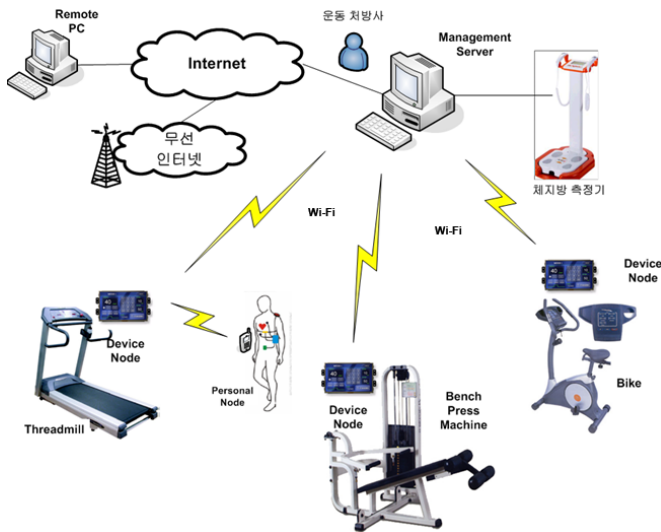 Remote
PC
운동 처방사
Management
Server
Internet
무선
인터넷
체지방 측정기
Wi-Fi
Wi-Fi
Device
Node
Device
Node
Personal
Node
Threadmill
Device
Node
Bench
Press
Machine
Bike